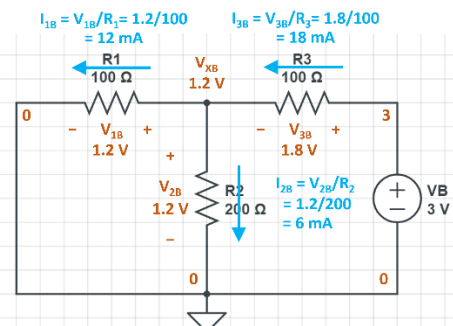 I1B = V1B/R1= 1.2/100
= 12 mA
I3B = V3B/R3= 1.8/100
= 18 mA
R1
100 Ω
VXB
1.2 V
R3
100 Ω
0
3
− V1B +
1.2 V
− V3B +
1.8 V
+
V2B
1.2 V
−
R2
200 Ω
I2B = V2B/R2
= 1.2/200
= 6 mA
+
−
VB
3 V
0
0